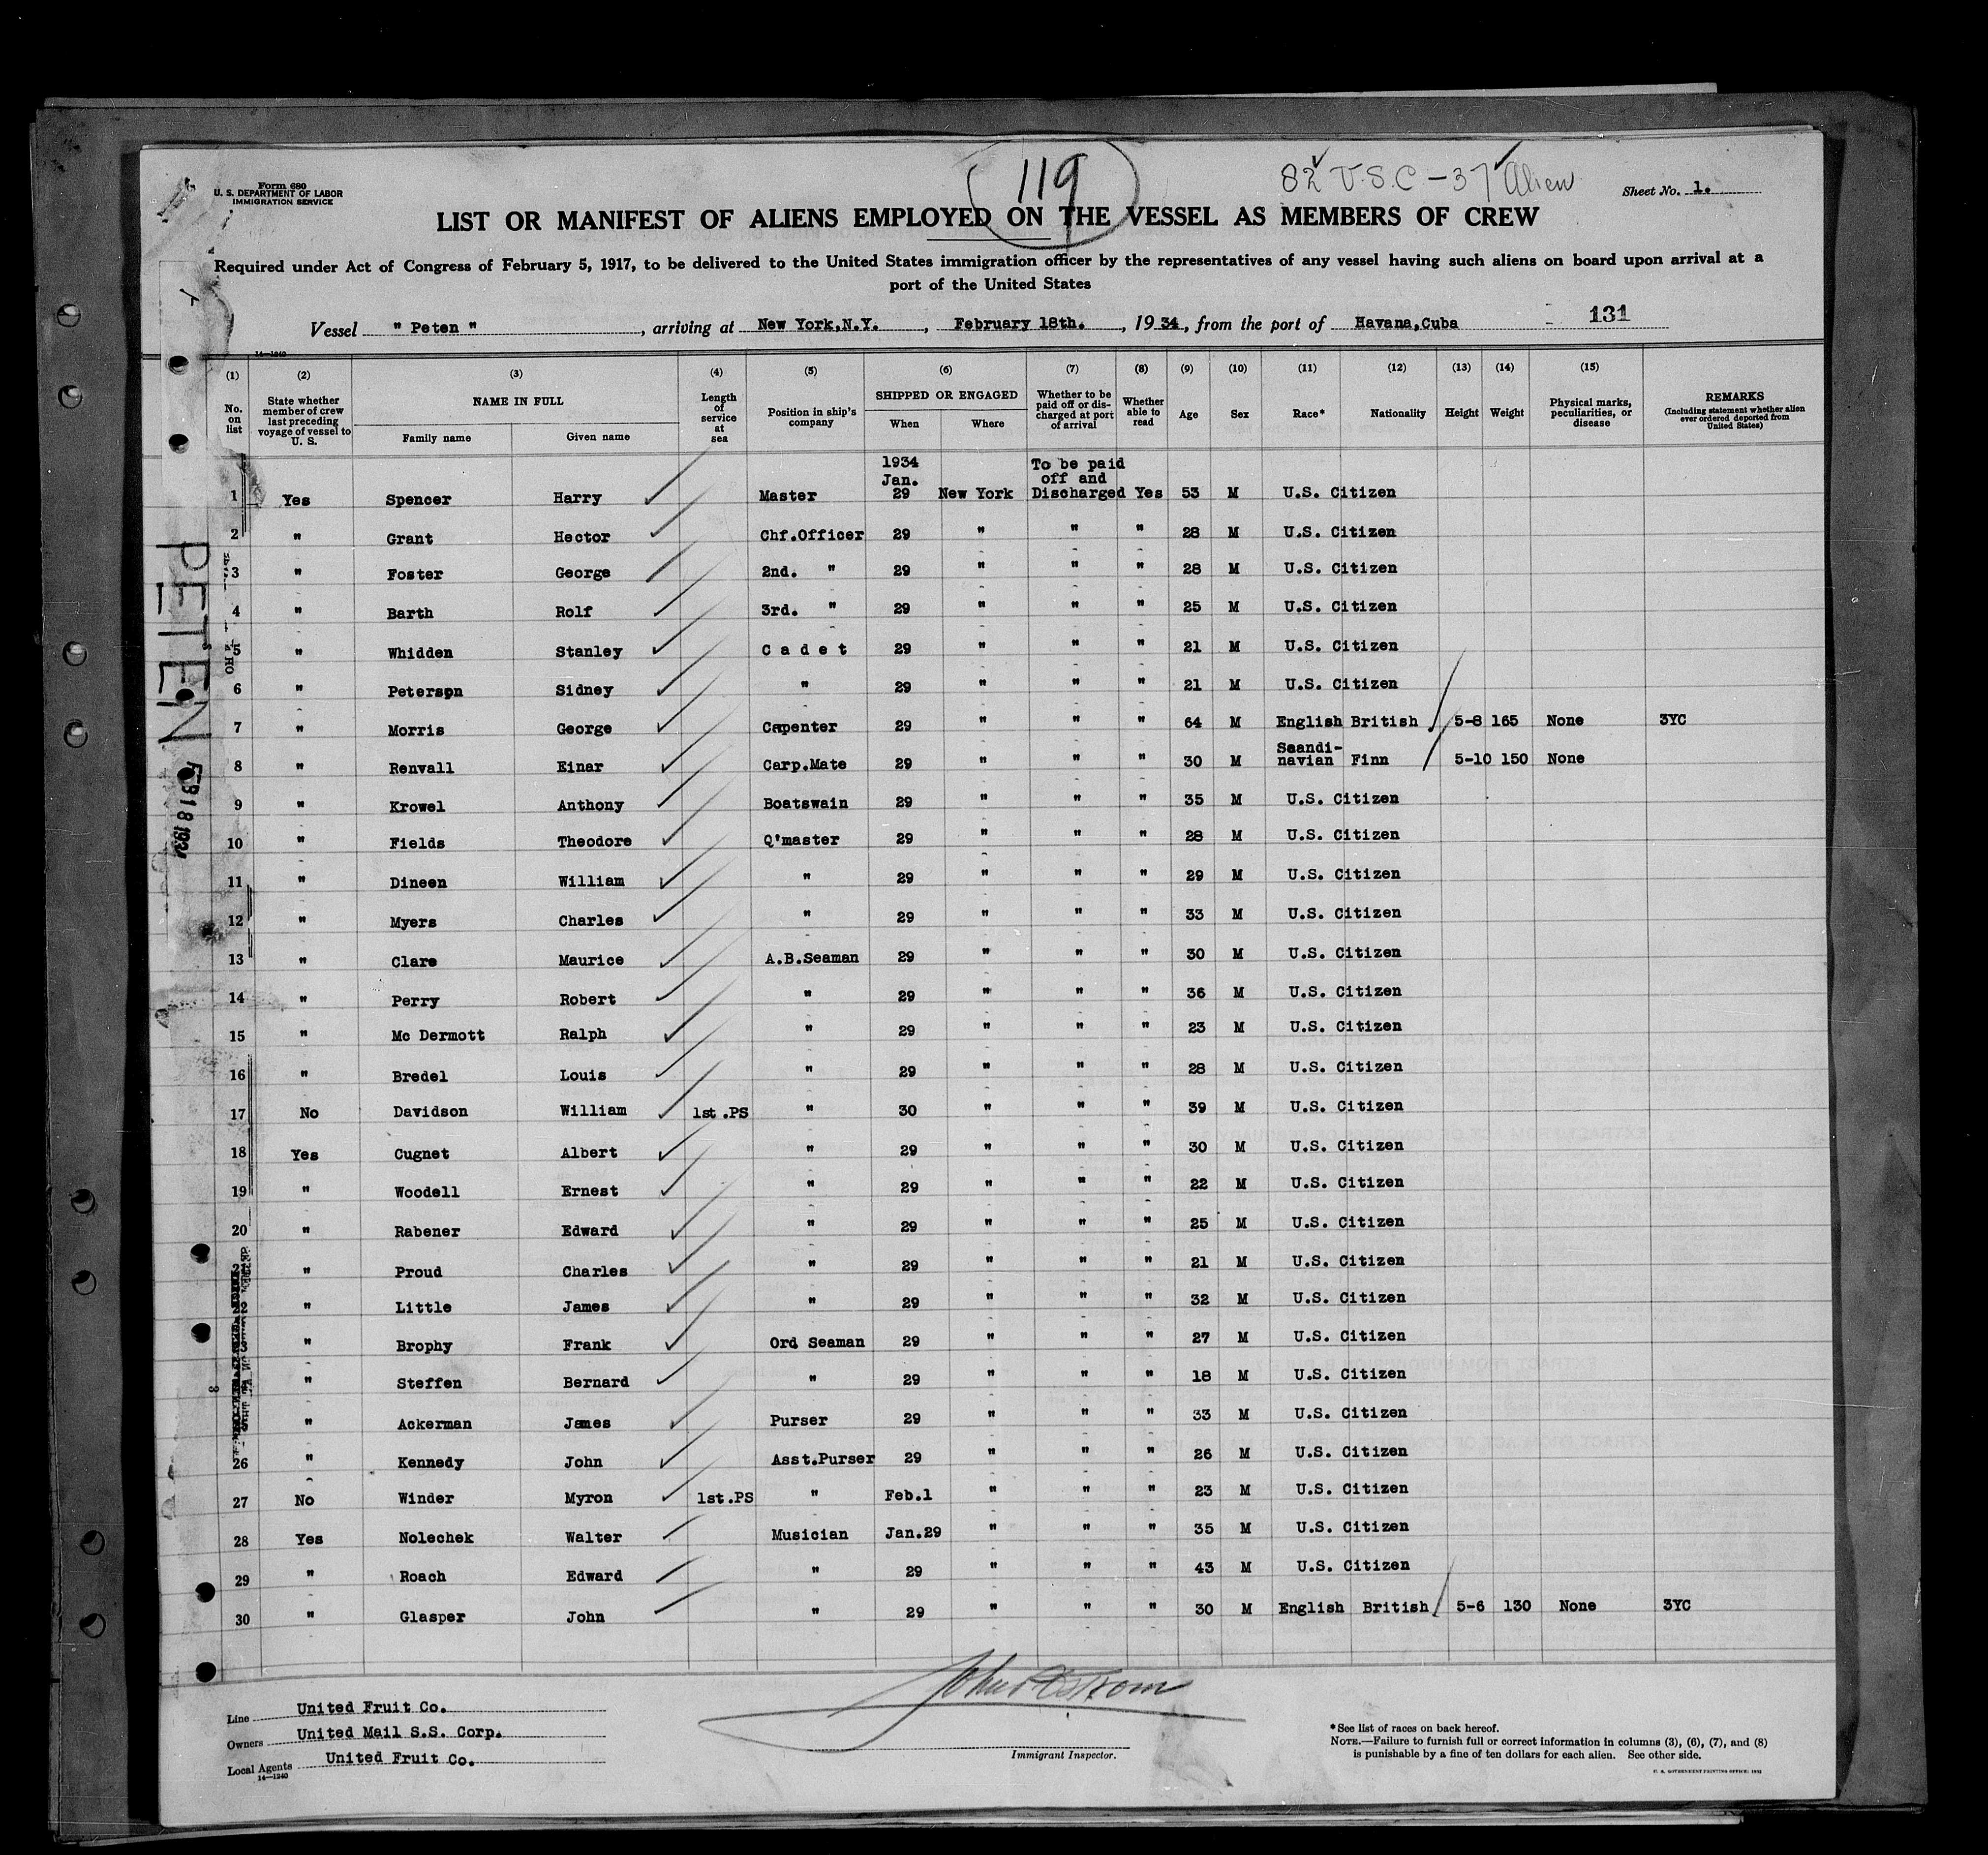 Form 680
U. S. DEPARTMENT OF LABOR
IMMIGRATION SERVICE
119
82 U.S.C - 37 Alien
Sheet No. 1.
LIST OR MANIFEST OF ALIENS EMPLOYED ON THE VESSEL AS MEMBERS OF CREW
Required under Act of Congress of February 5, 1917, to be delivered to the United States immigration officer by the representatives of any vessel having such aliens on board upon arrival at a
port of the United States
Vessel " Peten ", arriving at New York,N.Y., February 18th., 1934, from the port of Havana,Cuba 131
14—1240
(1) (2) (3) (4) (5) (6) (7) (8) (9) (10) (11) (12) (13) (14) (15)
No. on list State whether member of crew last preceding voyage of vessel to U. S. NAME IN FULL Family name Given name Length of service at sea Position in ship's company SHIPPED OR ENGAGED When Where Whether to be paid off or discharged at port of arrival Whether able to read Age Sex Race* Nationality Height Weight Physical marks, peculiarities, or disease REMARKS (Including statement whether alien ever ordered deported from United States)
1934 To be paid
Jan. off and
1 Yes Spencer Harry Master 29 New York Discharged Yes 53 M U.S. Citizen
2 " Grant Hector Chf.Officer 29 " " " 28 M U.S. Citizen
3 " Foster George 2nd. " 29 " " " 28 M U.S. Citizen
4 " Barth Rolf 3rd. " 29 " " " 25 M U.S. Citizen
5 " Whidden Stanley C a d e t 29 " " " 21 M U.S. Citizen
6 " Peterson Sidney " 29 " " " 21 M U.S. Citizen
7 " Morris George Capenter 29 " " " 64 M English British 5-8 165 None 3YC
8 " Renvall Einar Carp.Mate 29 " " " 30 M Scandi-navian Finn 5-10 150 None
9 " Krowel Anthony Boatswain 29 " " " 35 M U.S. Citizen
10 " Fields Theodore Q'master 29 " " " 28 M U.S. Citizen
11 " Dineen William " 29 " " " 29 M U.S. Citizen
12 " Myers Charles " 29 " " " 33 M U.S. Citizen
13 " Clare Maurice A.B.Seaman 29 " " " 30 M U.S. Citizen
14 " Perry Robert " 29 " " " 36 M U.S. Citizen
15 " Mc Dermott Ralph " 29 " " " 23 M U.S. Citizen
16 " Bredel Louis " 29 " " " 28 M U.S. Citizen
17 No Davidson William 1st.PS " 30 " " " 39 M U.S. Citizen
18 Yes Cugnet Albert " 29 " " " 30 M U.S. Citizen
19 " Woodell Ernest " 29 " " " 22 M U.S. Citizen
20 " Rabener Edward " 29 " " " 25 M U.S. Citizen
" Proud Charles " 29 " " " 21 M U.S. Citizen
" Little James " 29 " " " 32 M U.S. Citizen
" Brophy Frank Ord Seaman 29 " " " 27 M U.S. Citizen
" Steffen Bernard " 29 " " " 18 M U.S. Citizen
" Ackerman James Purser 29 " " " 33 M U.S. Citizen
26 " Kennedy John Asst.Purser 29 " " " 26 M U.S. Citizen
27 No Winder Myron 1st.PS " Feb.1 " " " 23 M U.S. Citizen
28 Yes Nolechek Walter Musician Jan.29 " " " 35 M U.S. Citizen
29 " Roach Edward " 29 " " " 43 M U.S. Citizen
30 " Glasper John " 29 " " " 30 M English British 5-6 130 None 3YC
PETEN
FEB 18 1934
Line United Fruit Co.
Owners United Mail S.S. Corp.
Local Agents United Fruit Co.
14—1240
Immigrant Inspector.
*See list of races on back hereof.
NOTE.—Failure to furnish full or correct information in columns (3), (6), (7), and (8)
is punishable by a fine of ten dollars for each alien. See other side.